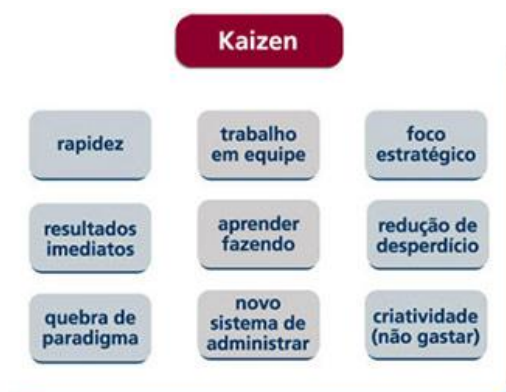 Kaizen
rapidez
trabalho
em equipe
foco
estratégico
resultados
imediatos
aprender
fazendo
redução de
desperdício
quebra de
paradigma
novo
sistema de
administrar
criatividade
(não gastar)